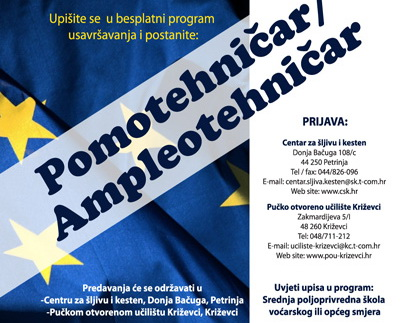 Upišite se u besplatni program
usavršavanja i postanite:
Pomotehničar/
Ampleotehničar
PRIJAVA:
Centar za šljivu i kesten
Donja Bačuga 108/c
44 250 Petrinja
Tel / fax: 044/826-096
E-mail: centar.sljiva.kesten@sk.t-com.hr
Web site: www.csk.hr
Pučko otvoreno učilište Križevci
Zakmardijeva 5/I
48 260 Križevci
Tel: 048/711-212
E-mail: uciliste-krizevci@kc.t-com.hr
Web site: www.pou-krizevci.hr
Predavanja će se održavati u
-Centru za šljivu i kesten, Donja Bačuga, Petrinja
-Pučkom otvorenom učilištu Križevci, Križevci
Uvjeti upisa u program:
Srednja poljoprivredna škola
voćarskog ili općeg smjera